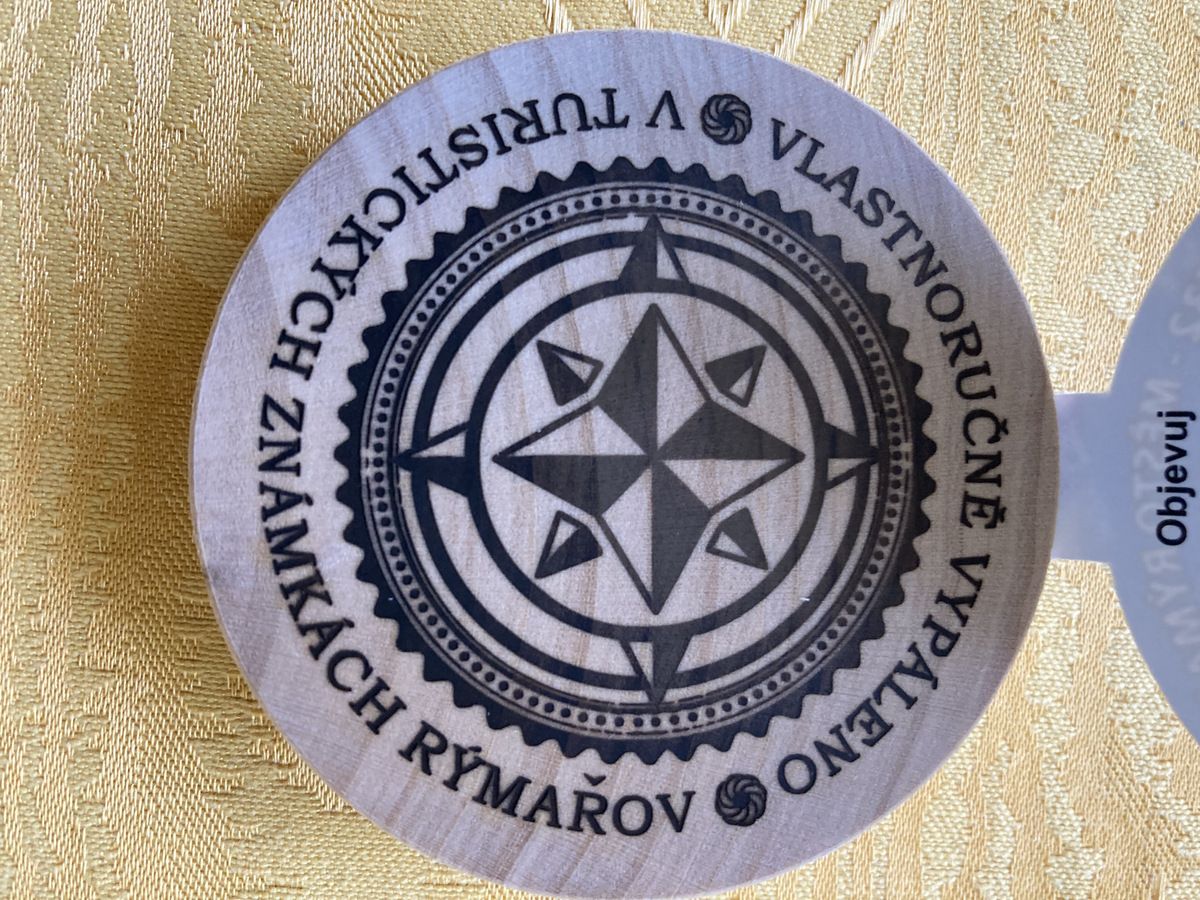 VLASTNORUČNĚ VYPÁLENO
V TURISTICKÝCH ZNÁMKÁCH RÝMAŘOV
Objevuj